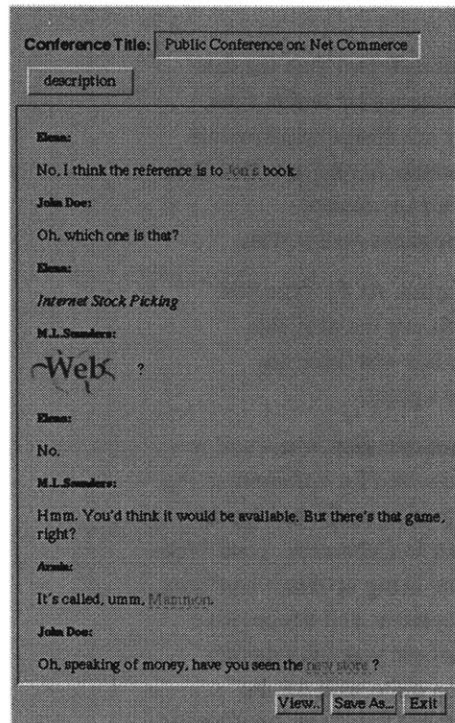 Conference Title: Public Conference on: Net Commerce
description
Elena:
No, I think the reference is to Jon's book.
John Doe:
Oh, which one is that?
Elena:
Internet Stock Picking
M.L.Saunders:
Web ?
Elena:
No.
M.L.Saunders:
Hmm. You'd think it would be available. But there's that game,
right?
Armin:
It's called, umm, Mammon.
John Doe:
Oh, speaking of money, have you seen the new store ?
View.. Save As... Exit